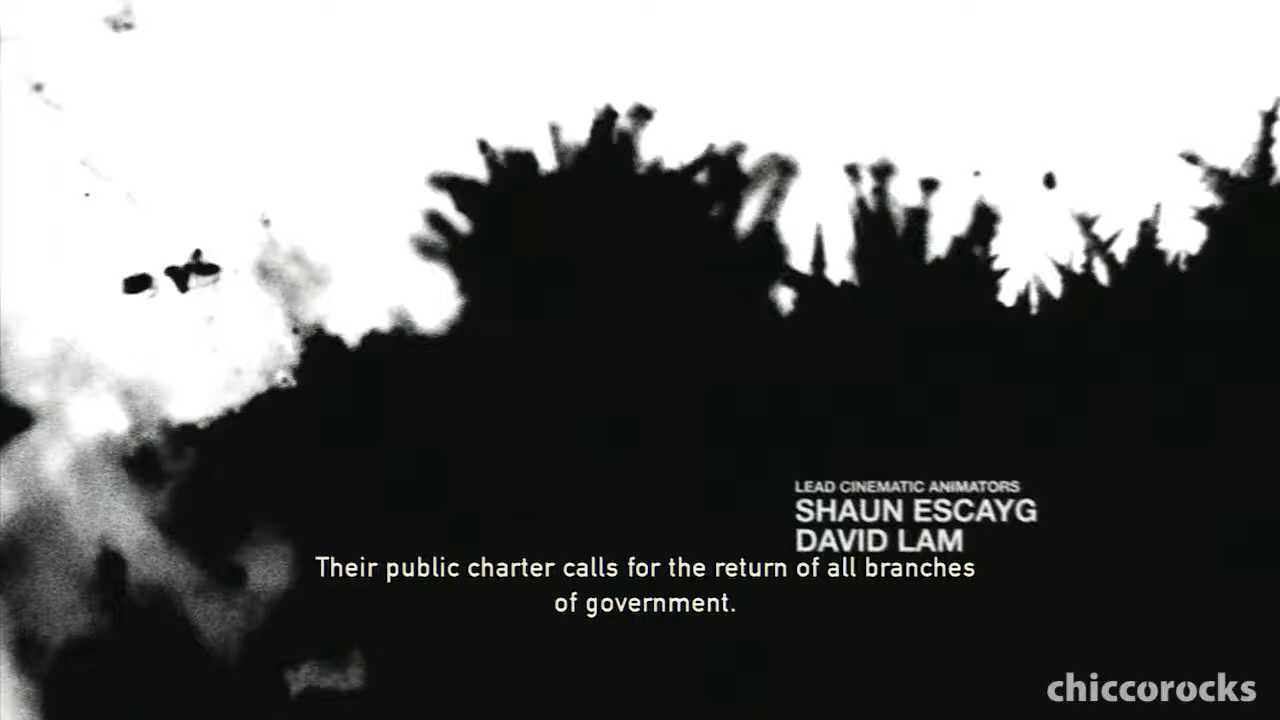 LEAD CINEMATIC ANIMATORS
SHAUN ESCAYG
DAVID LAM
Their public charter calls for the return of all branches
of government.
chiccorocks